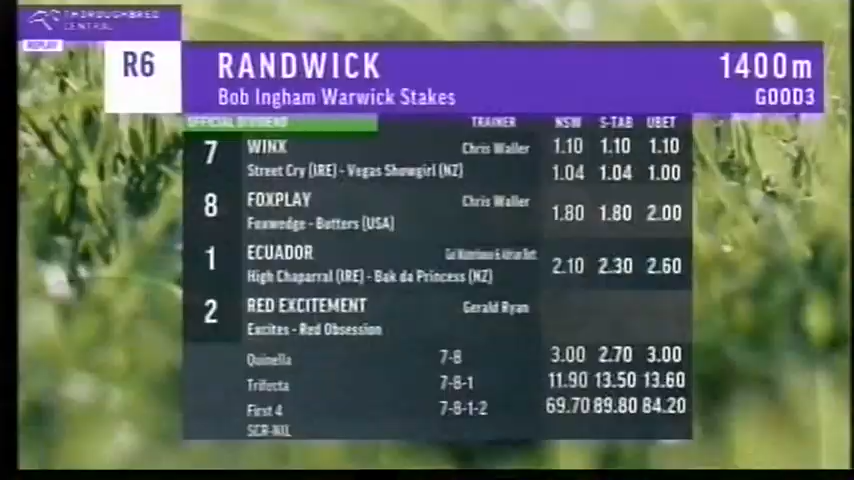 THOROUGHBRED
CENTRAL
REPLAY
R6
RANDWICK
1400m
Bob Ingham Warwick Stakes
GOOD3
OFFICIAL DIVIDEND TRAINER NSW S-TAB UBET
7 WINX Chris Waller 1.10 1.10 1.10
Street Cry (IRE) - Vegas Showgirl (NZ) 1.04 1.04 1.00
8 FOXPLAY Chris Waller 1.80 1.80 2.00
Foxwedge - Butters (USA)
1 ECUADOR
High Chaparral (IRE) - Bak da Princess (NZ) 2.10 2.30 2.60
2 RED EXCITEMENT Gerald Ryan
Excites - Red Obsession
Quinella 7-8 3.00 2.70 3.00
Trifecta 7-8-1 11.90 13.50 13.60
First 4 7-8-1-2 69.70 89.80 84.20
SCR-NIL